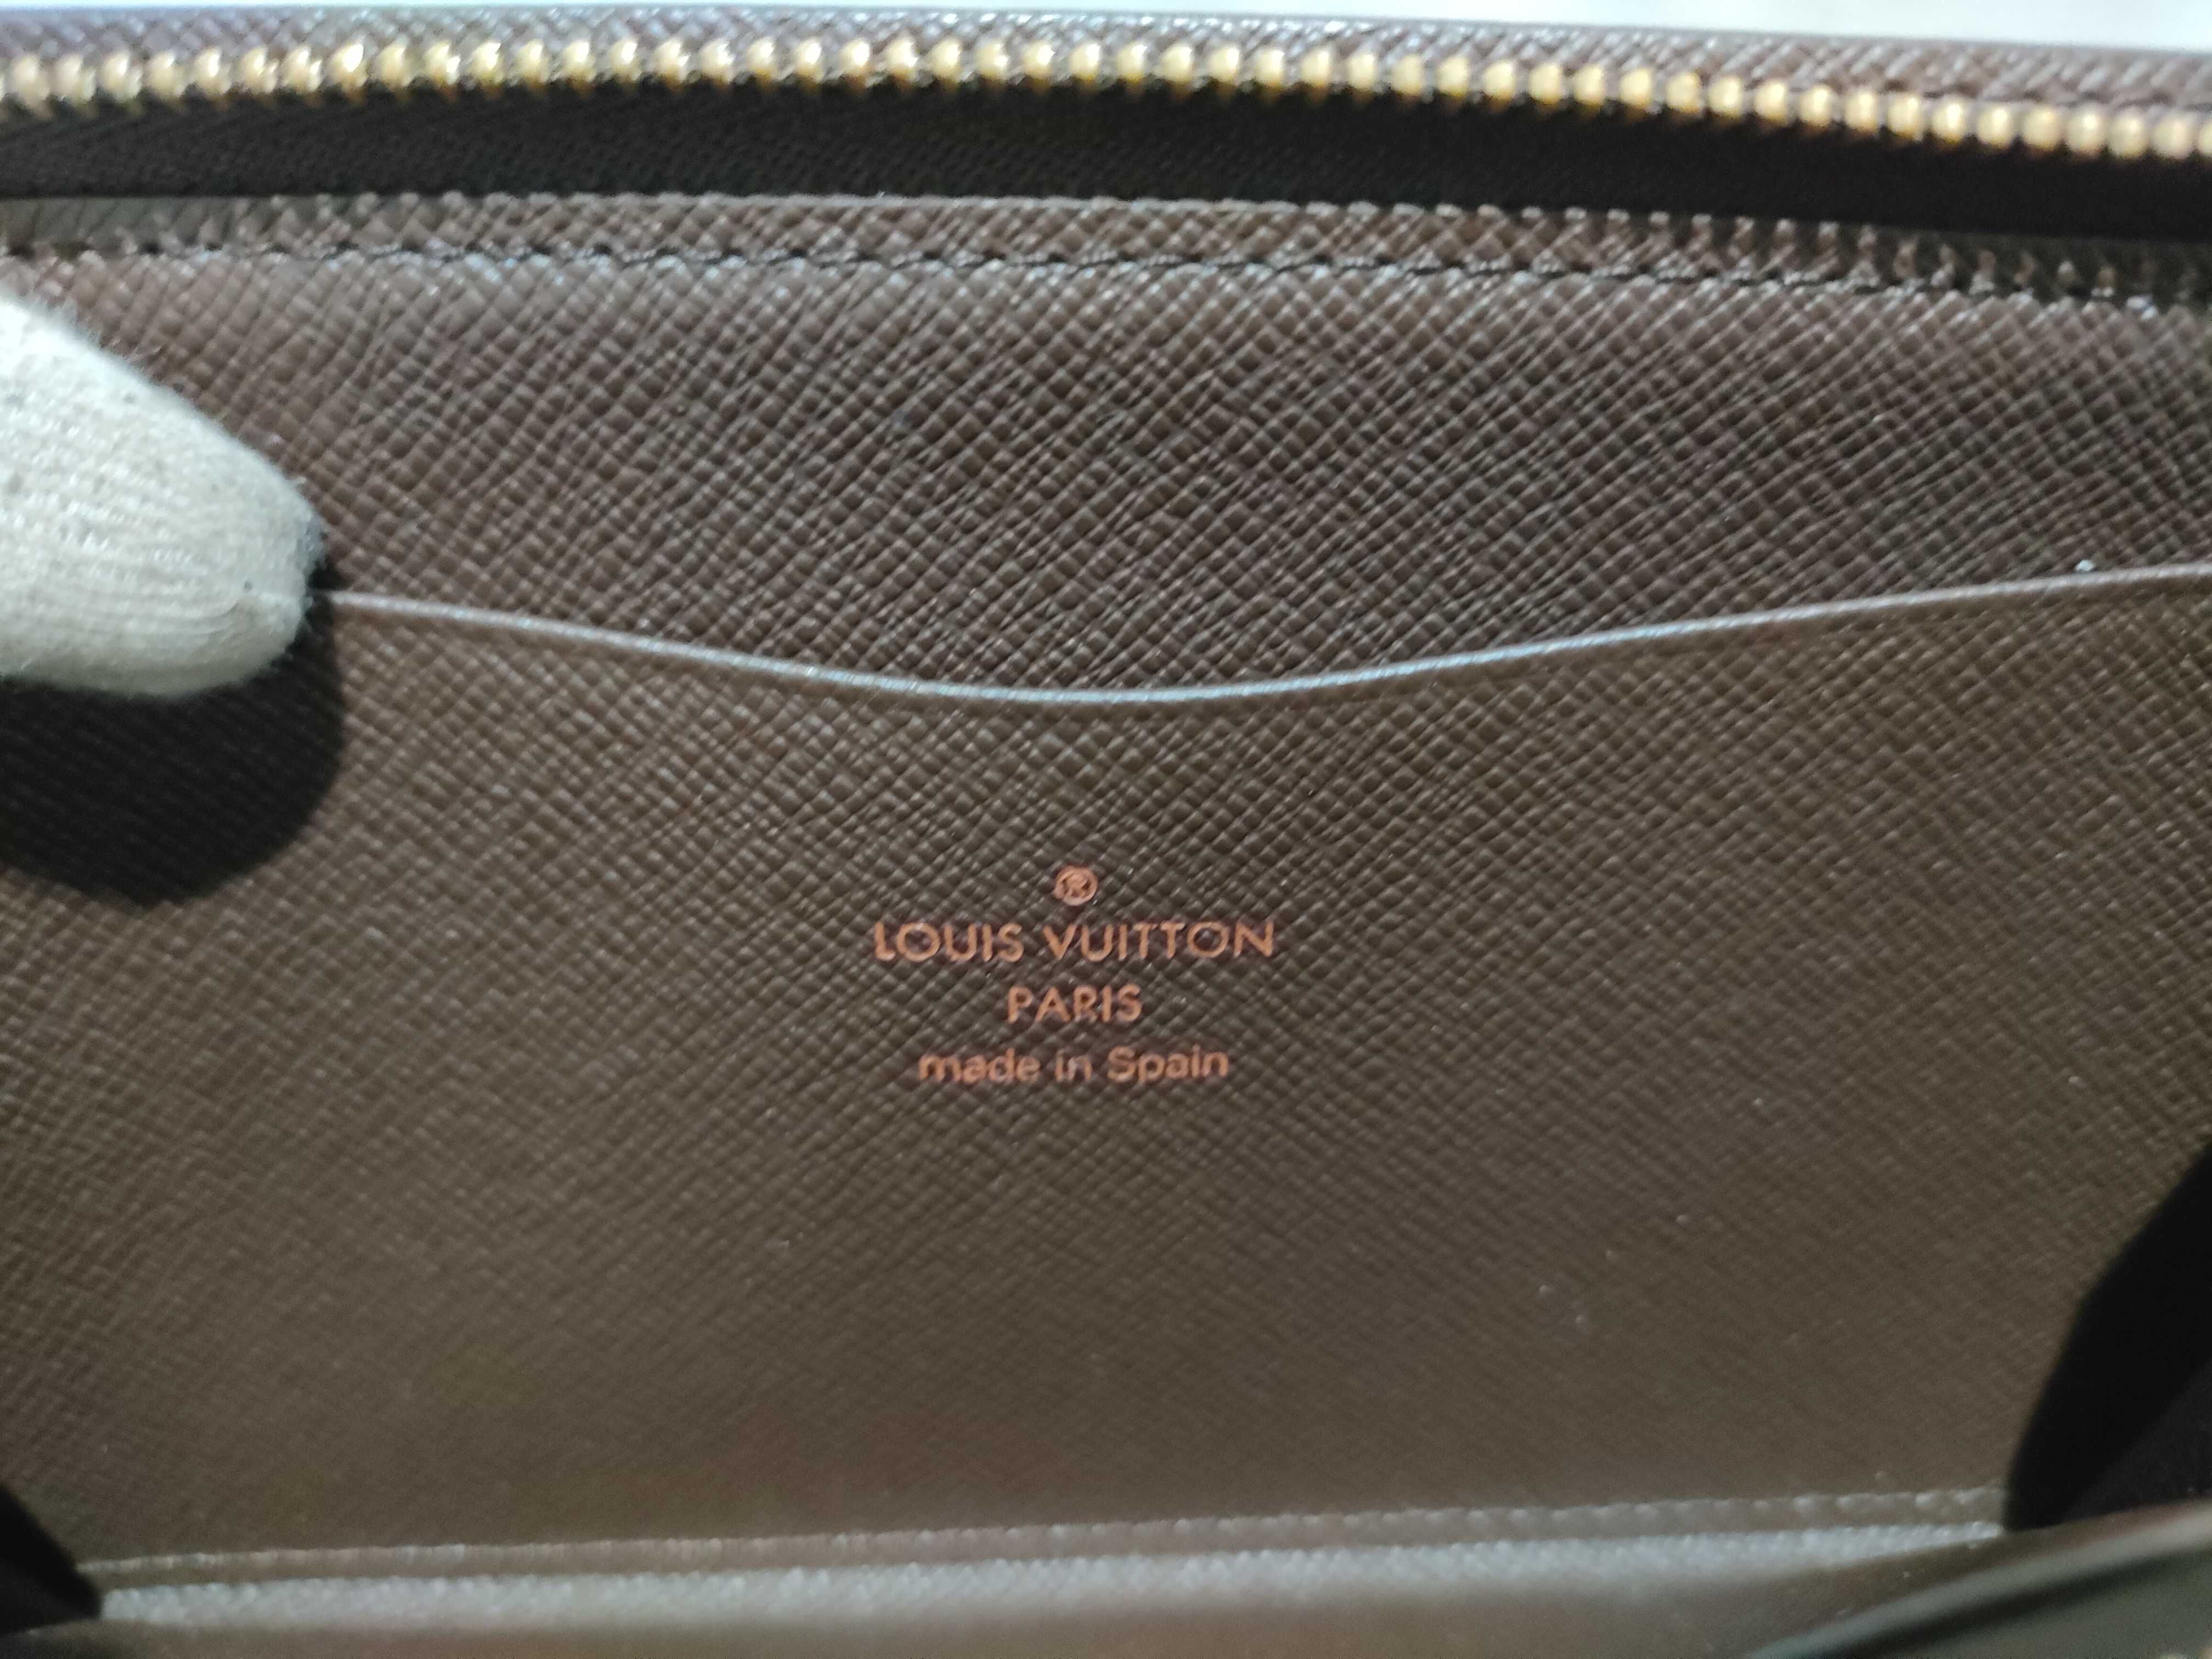 ®
LOUIS VUITTON
PARIS
made in Spain